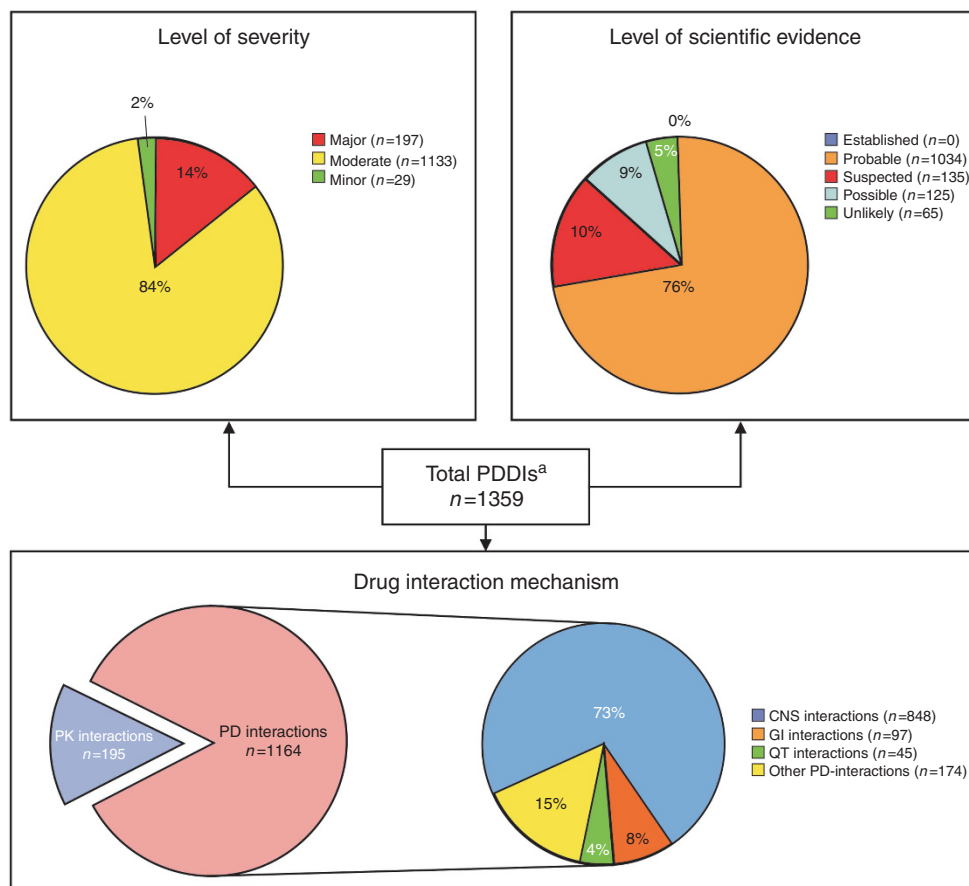 Level of severity
2%
14%
84%
Major (n=197)
Moderate (n=1133)
Minor (n=29)
Level of scientific evidence
0%
5%
9%
10%
76%
Established (n=0)
Probable (n=1034)
Suspected (n=135)
Possible (n=125)
Unlikely (n=65)
Total PDDIsᵃ
n=1359
Drug interaction mechanism
PK interactions
n=195
PD interactions
n=1164
73%
15%
4%
8%
CNS interactions (n=848)
GI interactions (n=97)
QT interactions (n=45)
Other PD-interactions (n=174)